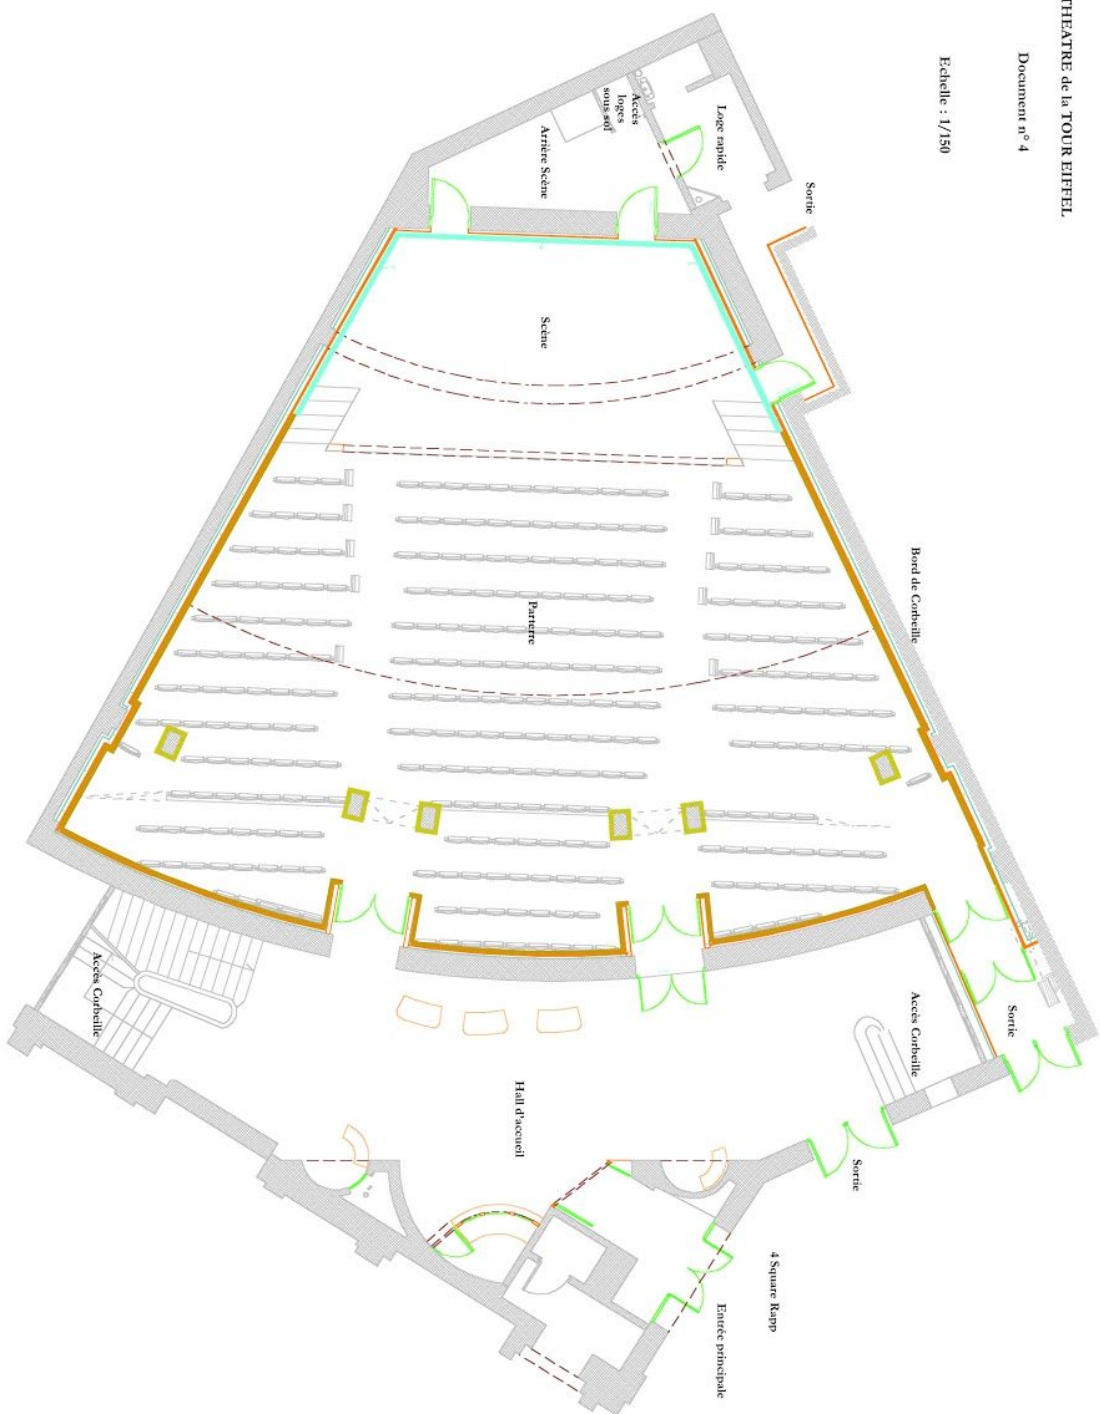 THEATRE de la TOUR EIFFEL
Document n° 4
Echelle : 1/150
Loge rapide
Accès
loges
sous sol
Arrière Scène
Sortie
Scène
Bord de Corbeille
Parterre
Accès Corbeille
Accès Corbeille
Sortie
Hall d'accueil
Sortie
4 Square Rapp
Entrée principale